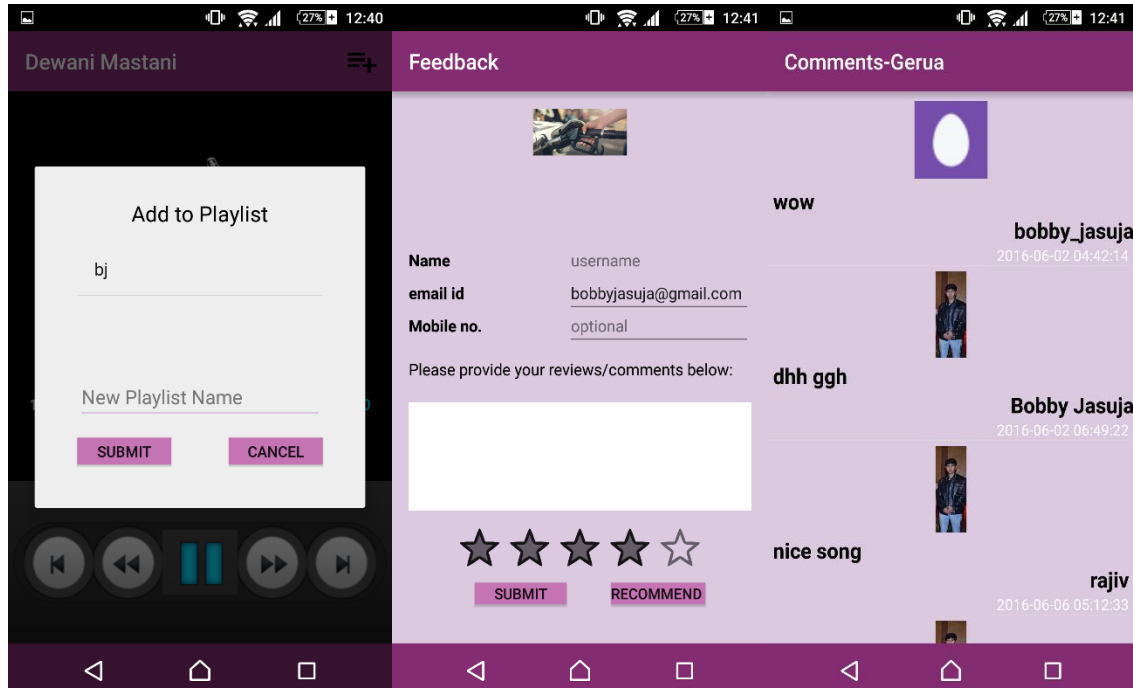 27% 12:40
Dewani Mastani
Add to Playlist
bj
New Playlist Name
SUBMIT CANCEL
27% 12:41
Feedback
Name username
email id bobbyjasuja@gmail.com
Mobile no. optional
Please provide your reviews/comments below:
SUBMIT RECOMMEND
27% 12:41
Comments-Gerua
wow
bobby_jasuja
2016-06-02 04:42:14
dhh ggh
Bobby Jasuja
2016-06-02 06:49:22
nice song
rajiv
2016-06-06 05:12:33